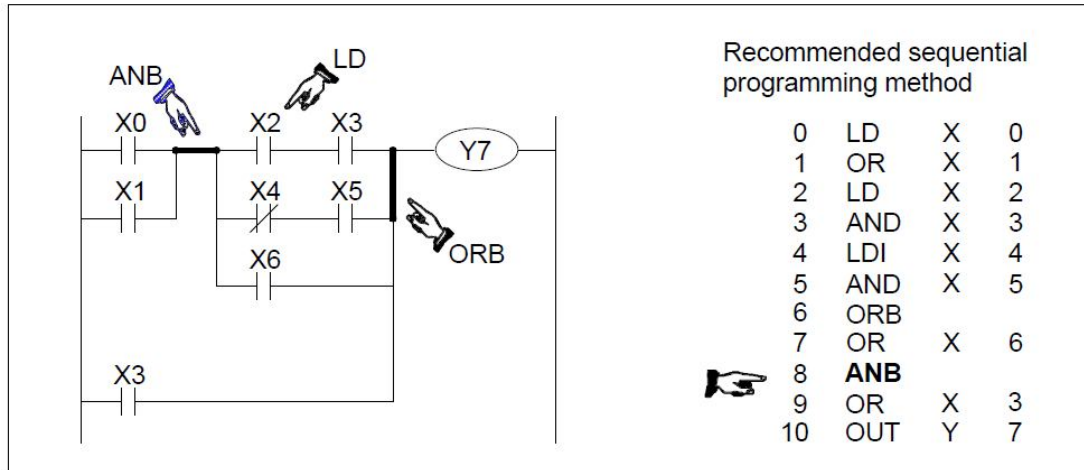 LD
ANB
X0 X2 X3
Y7
X1 X4 X5
ORB
X6
X3
Recommended sequential
programming method
0 LD X 0
1 OR X 1
2 LD X 2
3 AND X 3
4 LDI X 4
5 AND X 5
6 ORB
7 OR X 6
8 ANB
9 OR X 3
10 OUT Y 7